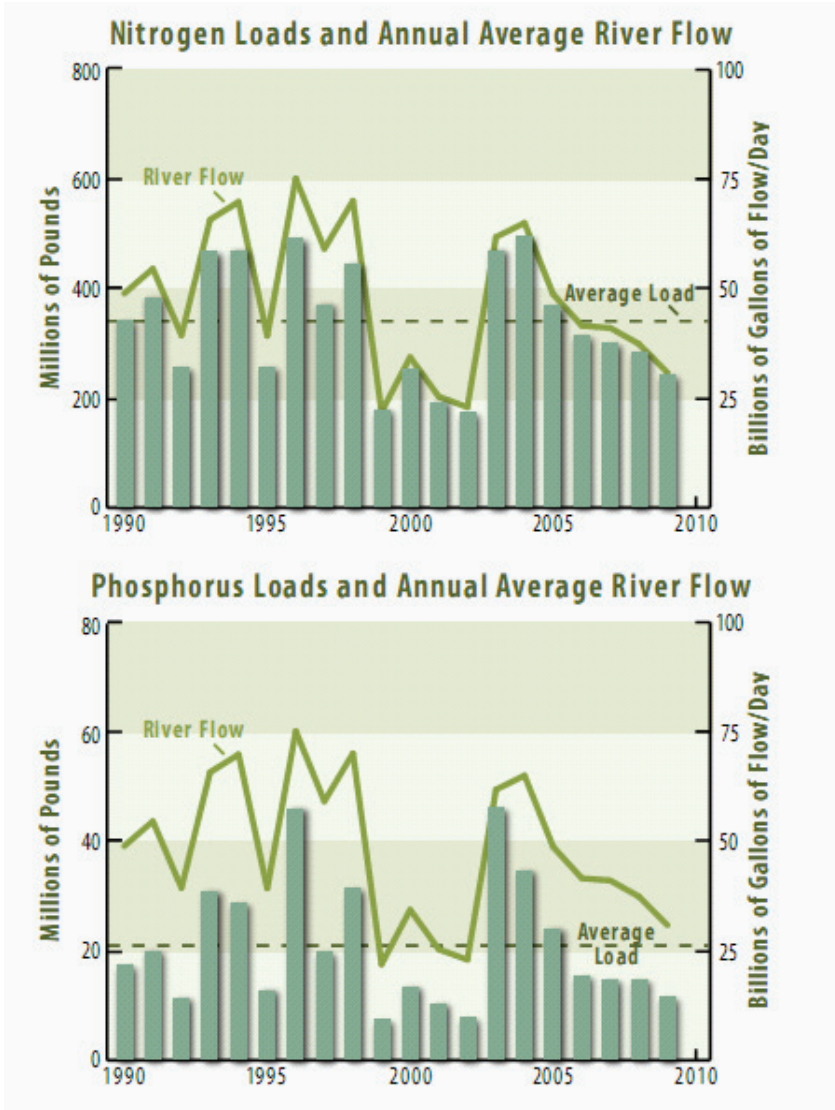 Nitrogen Loads and Annual Average River Flow
800
600
400
200
0
Millions of Pounds
RIver Flow
Average Load
100
75
50
25
Billions of Gallons of Flow/Day
1990
1995
2000
2005
2010
Phosphorus Loads and Annual Average River Flow
80
60
40
20
0
Millions of Pounds
RIver Flow
Average
Load
100
75
50
25
Billions of Gallons of Flow/Day
1990
1995
2000
2005
2010